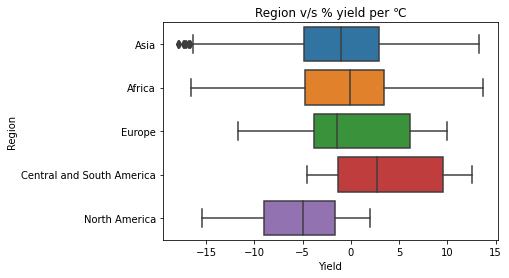 Region v/s % yield per ℃
Region
Asia
Africa
Europe
Central and South America
North America
−15 −10 −5 0 5 10 15
Yield